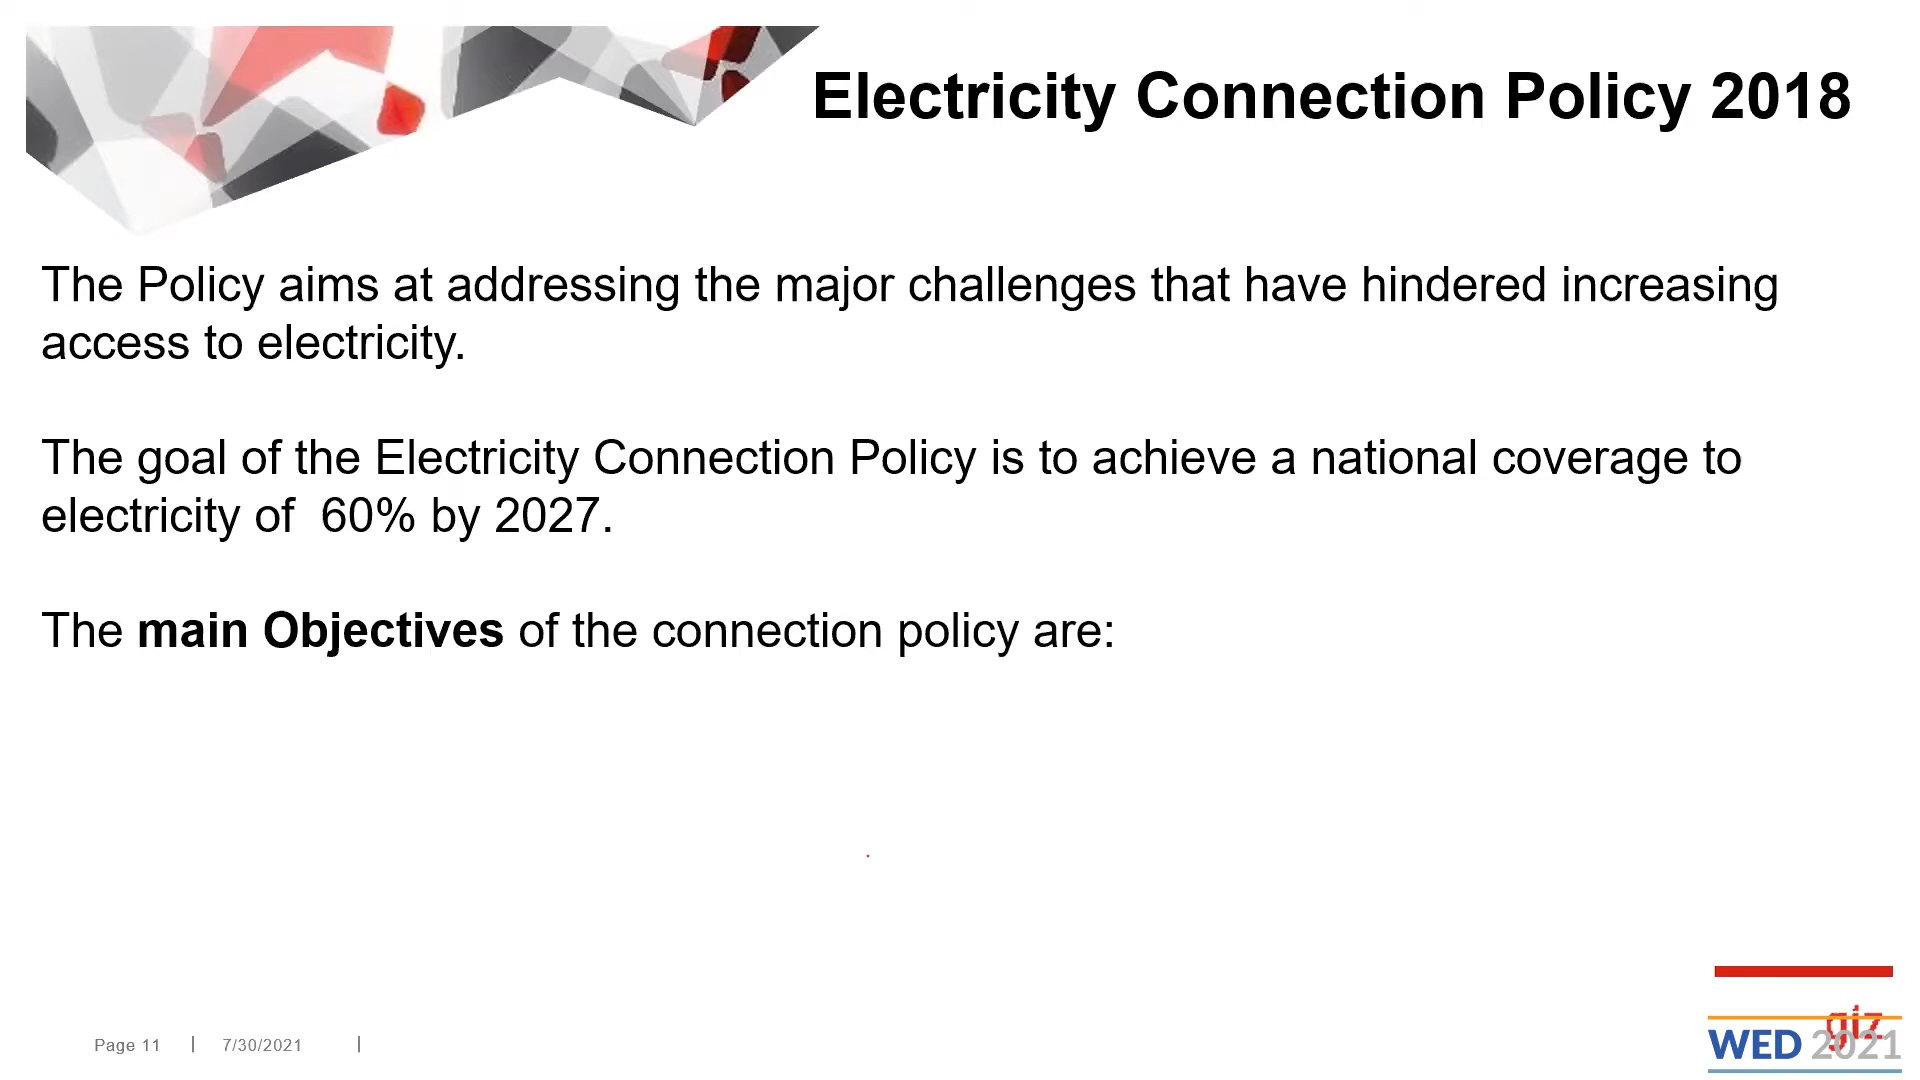 Electricity Connection Policy 2018
The Policy aims at addressing the major challenges that have hindered increasing
access to electricity.
The goal of the Electricity Connection Policy is to achieve a national coverage to
electricity of  60% by 2027.
The main Objectives of the connection policy are:
Page 11 | 7/30/2021 |
giz
WED 2021